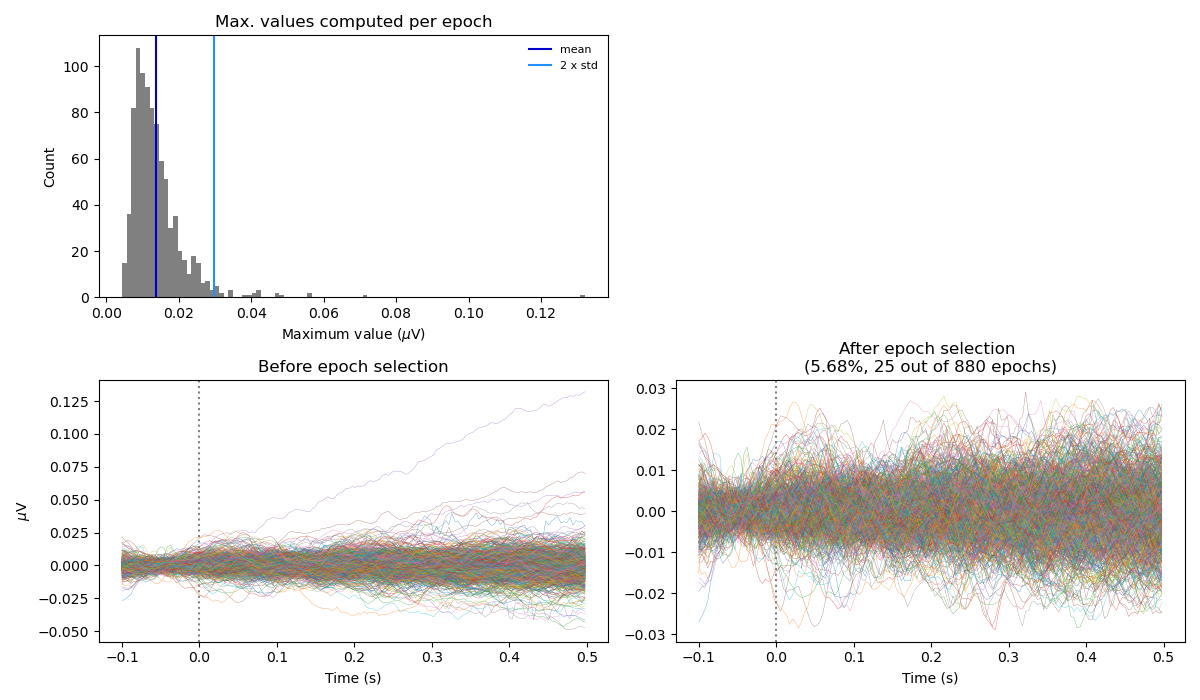 Max. values computed per epoch
mean
2 x std
100
80
60
40
20
0
Count
0.00 0.02 0.04 0.06 0.08 0.10 0.12
Maximum value (μV)
Before epoch selection
0.125
0.100
0.075
0.050
0.025
0.000
−0.025
−0.050
μV
−0.1 0.0 0.1 0.2 0.3 0.4 0.5
Time (s)
After epoch selection
(5.68%, 25 out of 880 epochs)
0.03
0.02
0.01
0.00
−0.01
−0.02
−0.03
−0.1 0.0 0.1 0.2 0.3 0.4 0.5
Time (s)